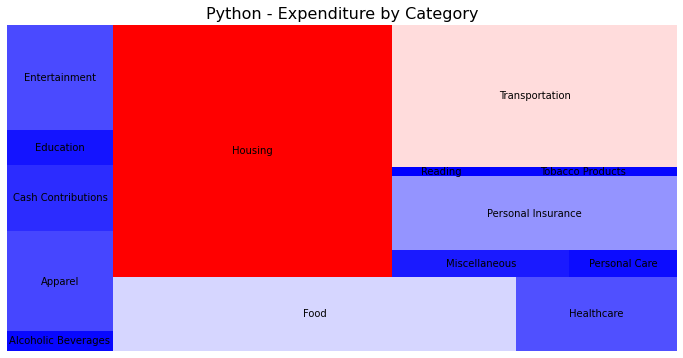 Python - Expenditure by Category
Entertainment
Education
Cash Contributions
Apparel
Alcoholic Beverages
Housing
Food
Transportation
Reading
Tobacco Products
Personal Insurance
Miscellaneous
Personal Care
Healthcare